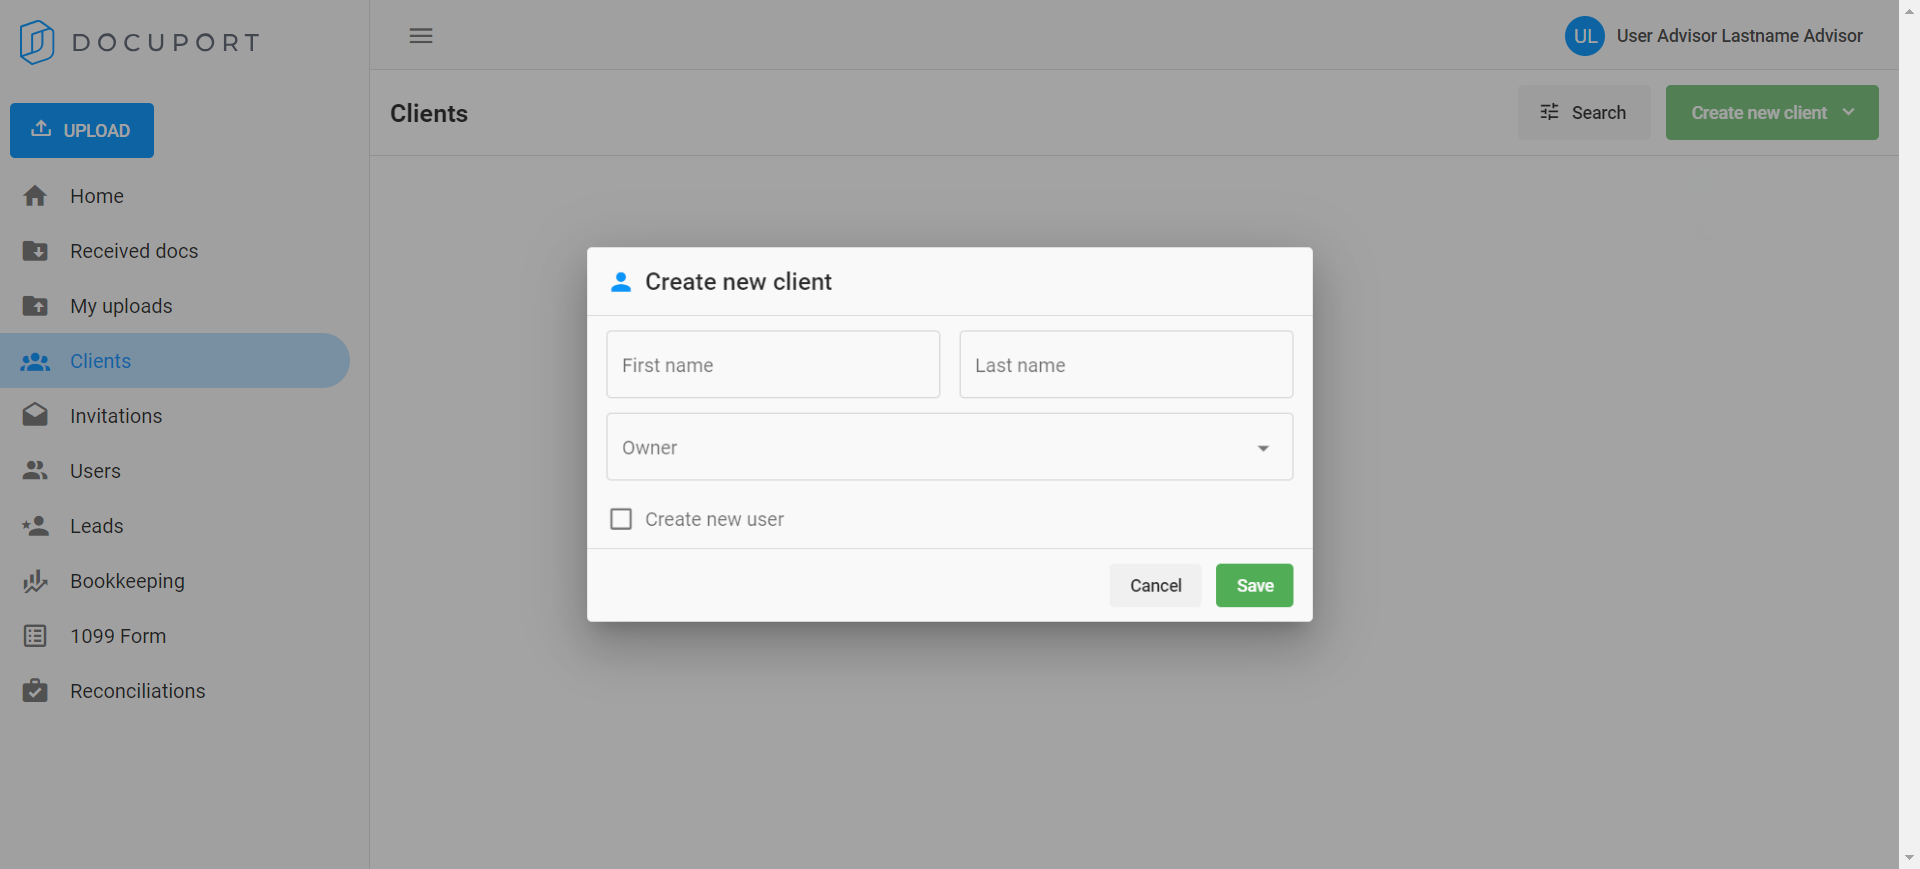 DOCUPORT
UL User Advisor Lastname Advisor
UPLOAD
Home
Received docs
My uploads
Clients
Invitations
Users
Leads
Bookkeeping
1099 Form
Reconciliations
Clients
Search
Create new client
Create new client
First name
Last name
Owner
Create new user
Cancel
Save